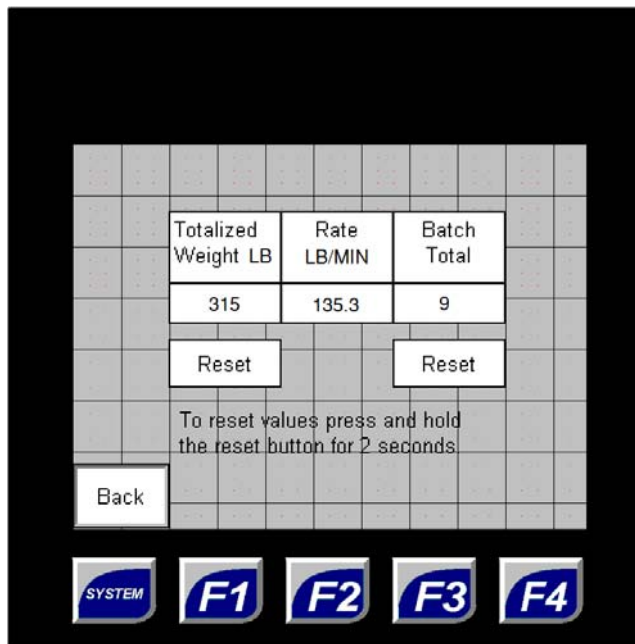 Totalized Weight LB
Rate LB/MIN
Batch Total
315
135.3
9
Reset
Reset
To reset values press and hold
the reset button for 2 seconds
Back
SYSTEM
F1
F2
F3
F4